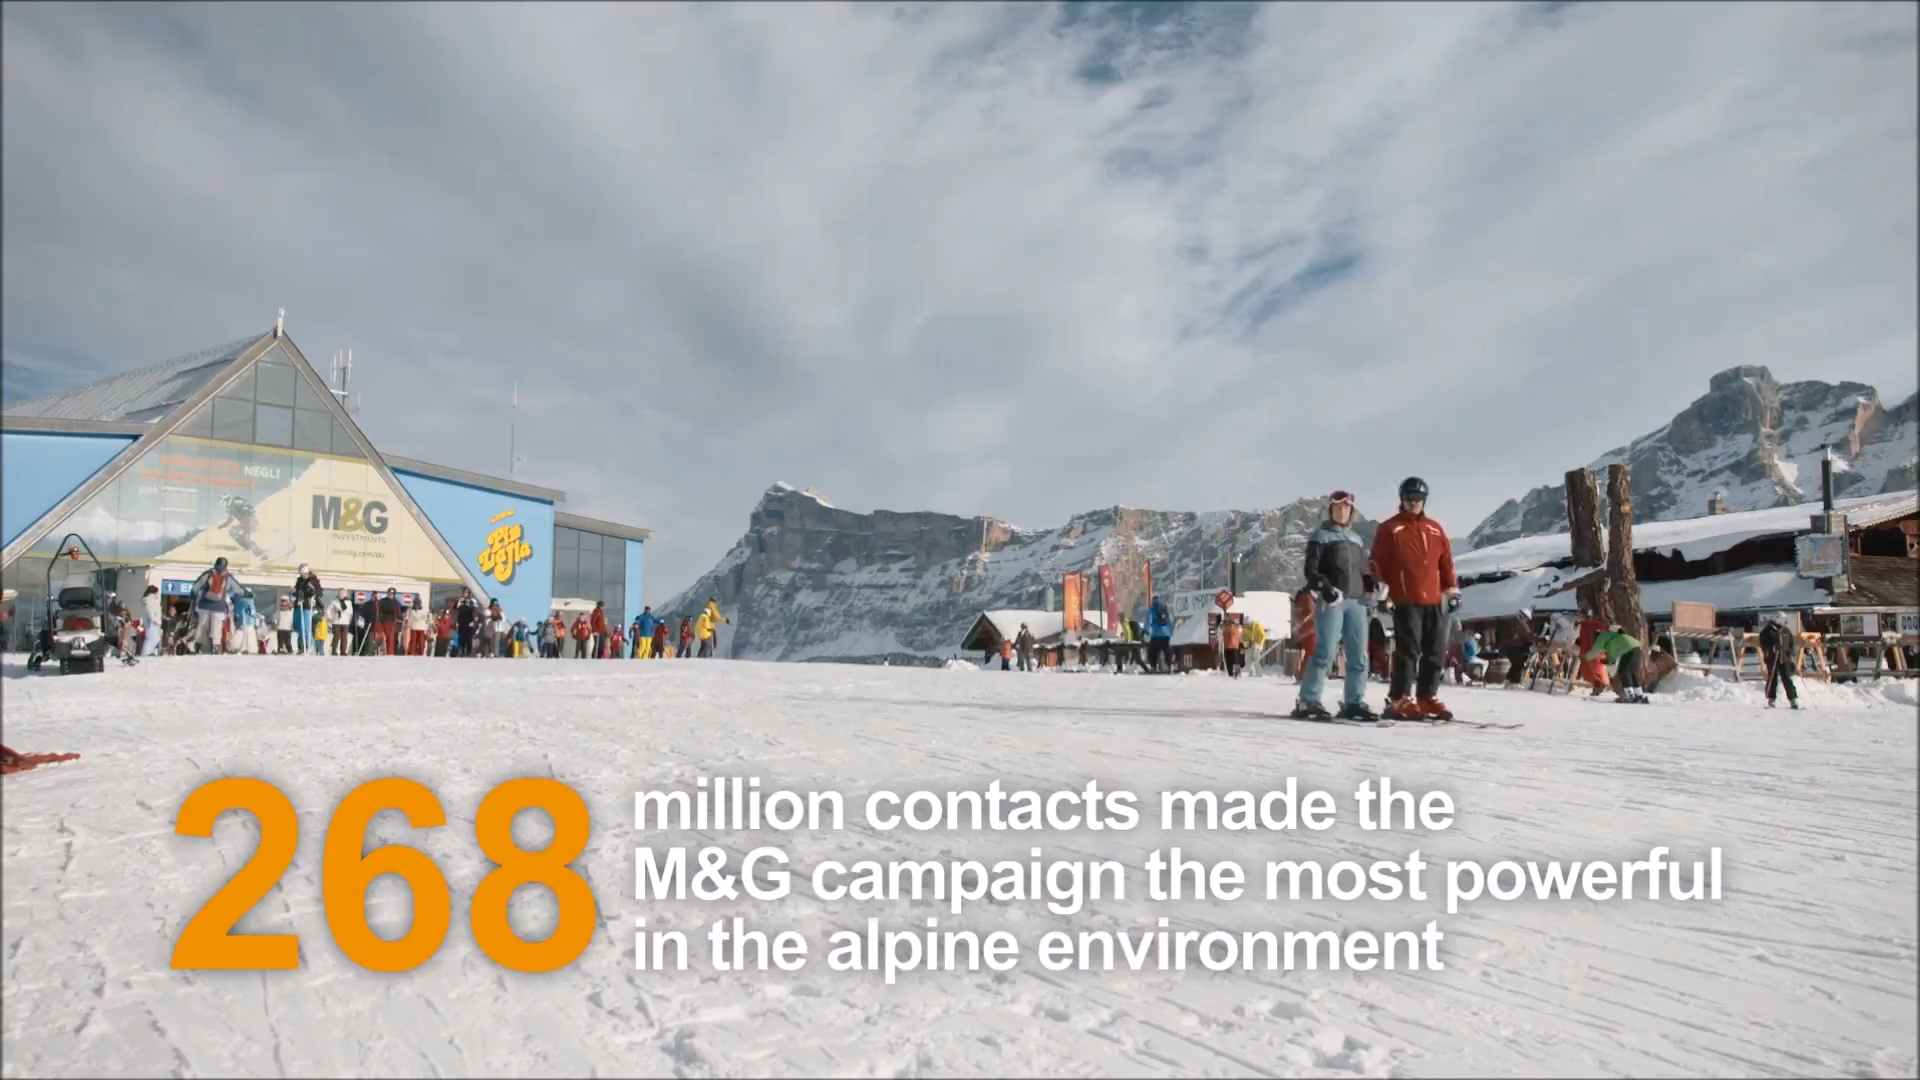 NEGLI
M&G
INVESTMENTS
Piz
La Ila
268
million contacts made the
M&G campaign the most powerful
in the alpine environment